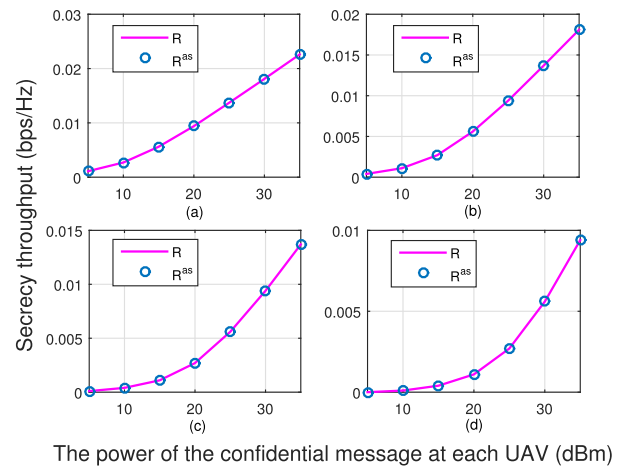 Secrecy throughput (bps/Hz)
0.03
0.02
0.01
0
R
R^as
10 20 30
(a)
0.02
0.015
0.01
0.005
0
R
R^as
10 20 30
(b)
0.015
0.01
0.005
0
R
R^as
10 20 30
(c)
0.01
0.005
0
R
R^as
10 20 30
(d)
The power of the confidential message at each UAV (dBm)